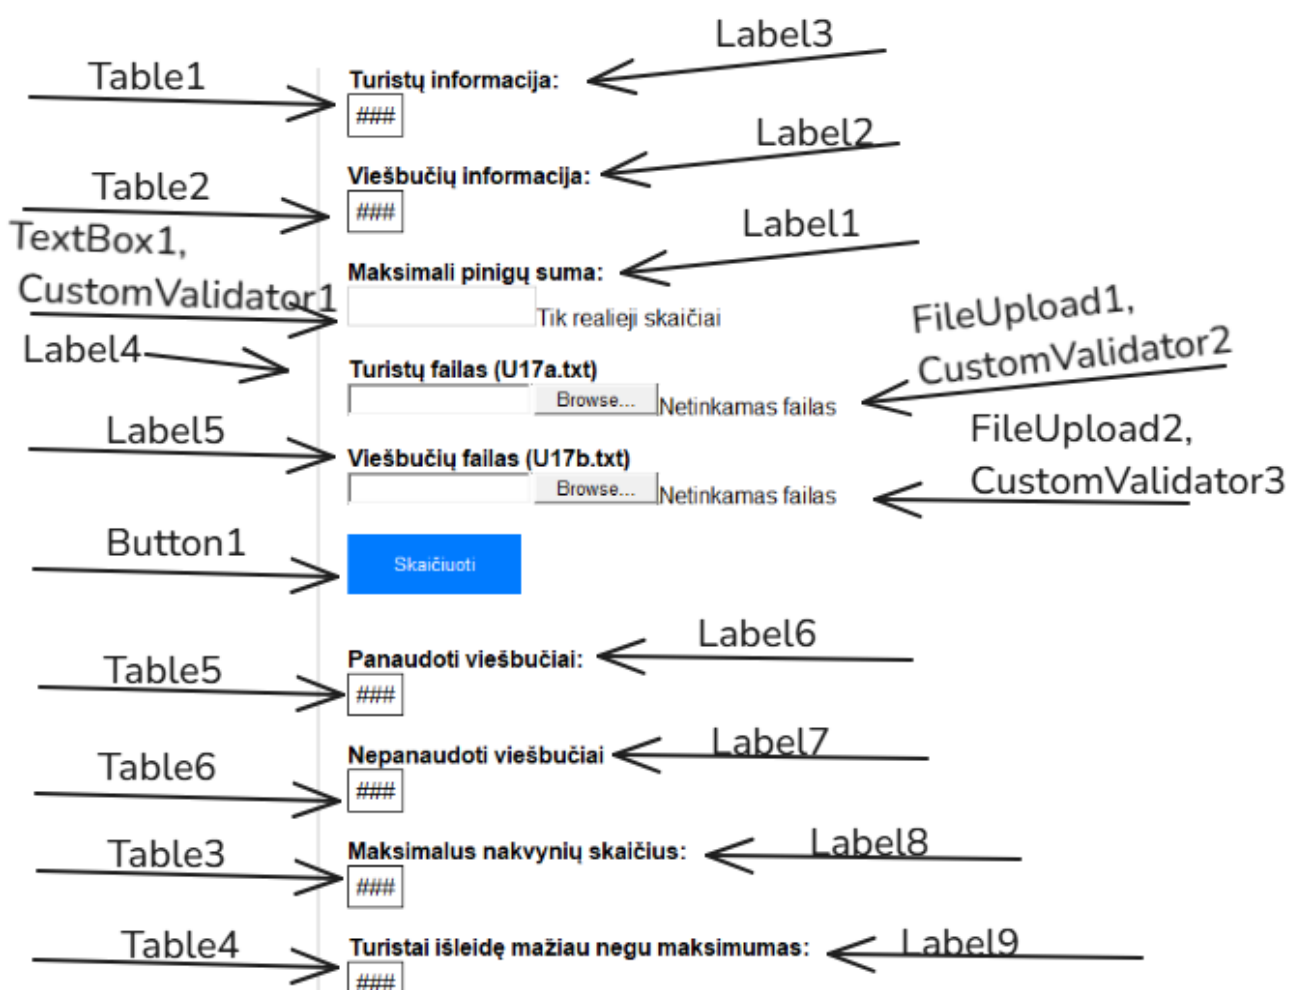 Label3
Table1
Turistų informacija:
###
Label2
Viešbučių informacija:
Table2
###
Label1
TextBox1,
CustomValidator1
Maksimali pinigų suma:
Tik realieji skaičiai
FileUpload1,
CustomValidator2
Label4
Turistų failas (U17a.txt)
Browse...
Netinkamas failas
Label5
FileUpload2,
CustomValidator3
Viešbučių failas (U17b.txt)
Browse...
Netinkamas failas
Button1
Skaičiuoti
Label6
Panaudoti viešbučiai:
Table5
###
Label7
Nepanaudoti viešbučiai
Table6
###
Label8
Maksimalus nakvynių skaičius:
Table3
###
Label9
Turistai išleidę mažiau negu maksimumas:
Table4
###